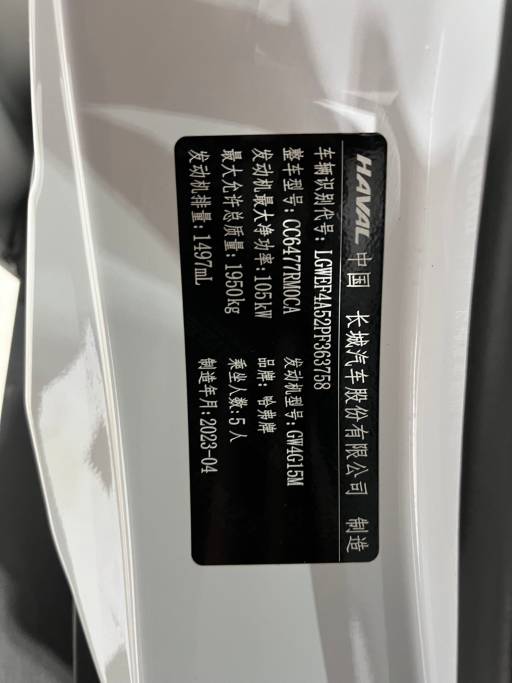 HAVAL 中国 长城汽车股份有限公司 制造
车辆识别代号: LGWEF4A52PF363758
整车型号: CC6477BM0CA 发动机型号: GW4G15M
发动机最大净功率: 105kW 品牌: 哈弗牌
最大允许总质量: 1950kg 乘坐人数: 5 人
发动机排量: 1497mL 制造年月: 2023-04